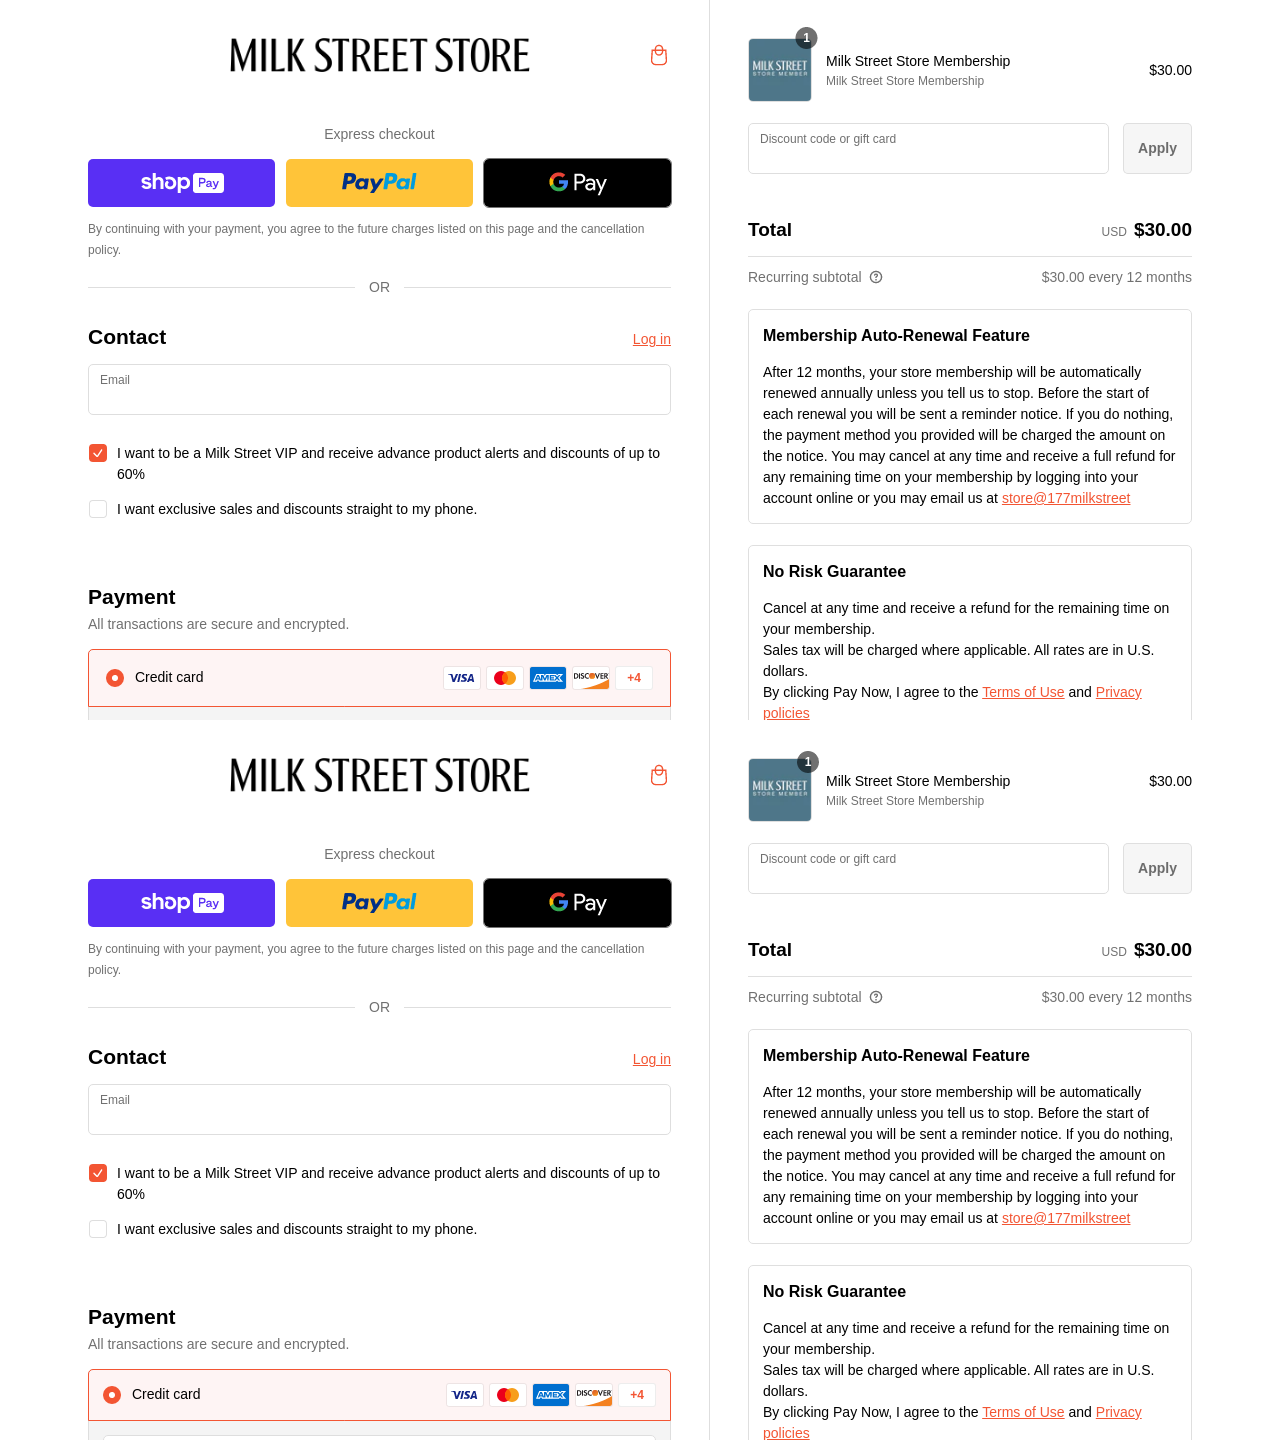 MILK STREET STORE
Express checkout
shop Pay
PayPal
G Pay
By continuing with your payment, you agree to the future charges listed on this page and the cancellation
policy.
OR
Contact
Log in
Email
I want to be a Milk Street VIP and receive advance product alerts and discounts of up to
60%
I want exclusive sales and discounts straight to my phone.
Payment
All transactions are secure and encrypted.
Credit card
VISA
AMEX
DISCOVER
+4
1
MILK STREET
STORE MEMBER
Milk Street Store Membership
Milk Street Store Membership
$30.00
Discount code or gift card
Apply
Total
USD $30.00
Recurring subtotal
$30.00 every 12 months
Membership Auto-Renewal Feature
After 12 months, your store membership will be automatically
renewed annually unless you tell us to stop. Before the start of
each renewal you will be sent a reminder notice. If you do nothing,
the payment method you provided will be charged the amount on
the notice. You may cancel at any time and receive a full refund for
any remaining time on your membership by logging into your
account online or you may email us at store@177milkstreet
No Risk Guarantee
Cancel at any time and receive a refund for the remaining time on
your membership.
Sales tax will be charged where applicable. All rates are in U.S.
dollars.
By clicking Pay Now, I agree to the Terms of Use and Privacy
policies
MILK STREET STORE
Express checkout
shop Pay
PayPal
G Pay
By continuing with your payment, you agree to the future charges listed on this page and the cancellation
policy.
OR
Contact
Log in
Email
I want to be a Milk Street VIP and receive advance product alerts and discounts of up to
60%
I want exclusive sales and discounts straight to my phone.
Payment
All transactions are secure and encrypted.
Credit card
VISA
AMEX
DISCOVER
+4
1
MILK STREET
STORE MEMBER
Milk Street Store Membership
Milk Street Store Membership
$30.00
Discount code or gift card
Apply
Total
USD $30.00
Recurring subtotal
$30.00 every 12 months
Membership Auto-Renewal Feature
After 12 months, your store membership will be automatically
renewed annually unless you tell us to stop. Before the start of
each renewal you will be sent a reminder notice. If you do nothing,
the payment method you provided will be charged the amount on
the notice. You may cancel at any time and receive a full refund for
any remaining time on your membership by logging into your
account online or you may email us at store@177milkstreet
No Risk Guarantee
Cancel at any time and receive a refund for the remaining time on
your membership.
Sales tax will be charged where applicable. All rates are in U.S.
dollars.
By clicking Pay Now, I agree to the Terms of Use and Privacy
policies